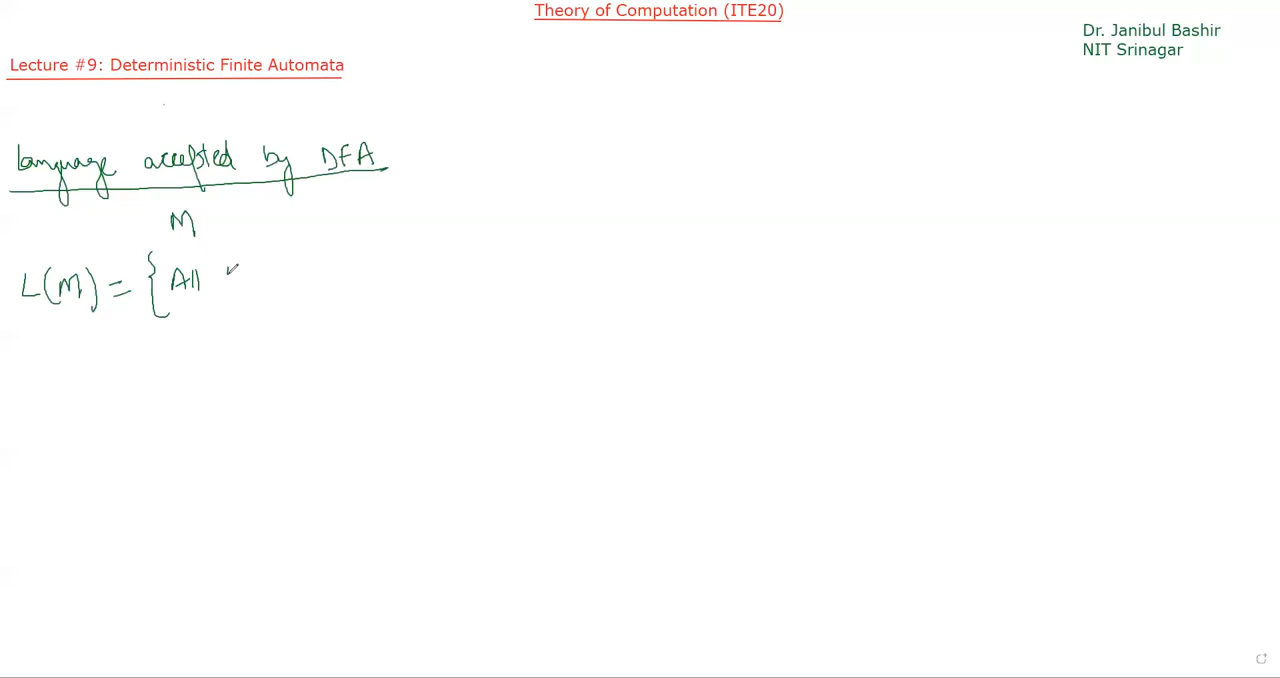 Theory of Computation (ITE20)
Dr. Janibul Bashir
NIT Srinagar
Lecture #9: Deterministic Finite Automata
Language accepted by DFA
M
L(M) = { All